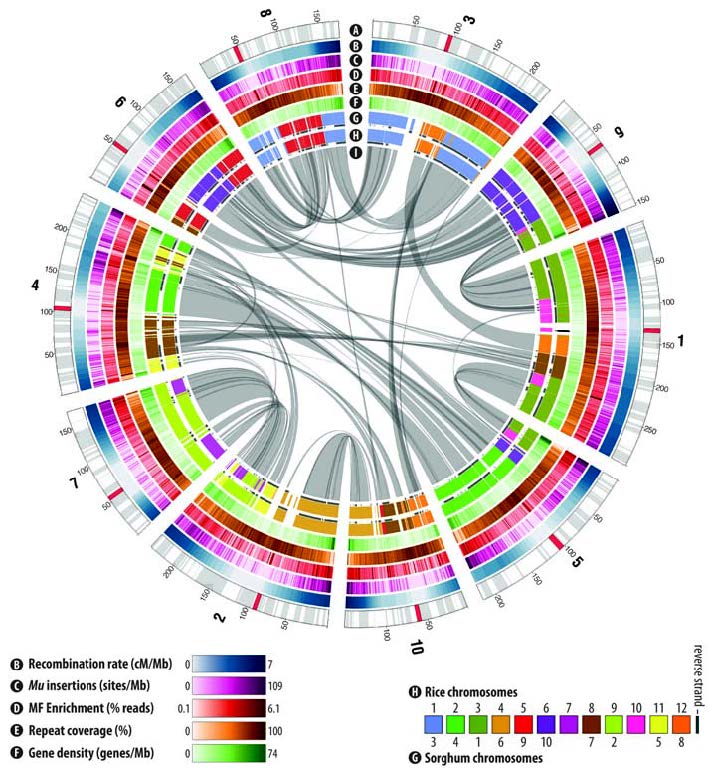 8
3
50
100
150
50
100
150
200
A
B
C
D
E
F
G
H
I
6
50
100
150
9
50
100
150
4
50
100
150
200
1
50
100
150
200
250
7
50
100
150
5
50
100
150
200
2
50
100
150
200
10
50
100
B Recombination rate (cM/Mb) 0 7
C Mu insertions (sites/Mb) 0 109
D MF Enrichment (% reads) 0.1 6.1
E Repeat coverage (%) 0 100
F Gene density (genes/Mb) 0 74
H Rice chromosomes
1 2 3 4 5 6 7 8 9 10 11 12
3 4 1 6 9 10 7 2 5 8
G Sorghum chromosomes
reverse strand